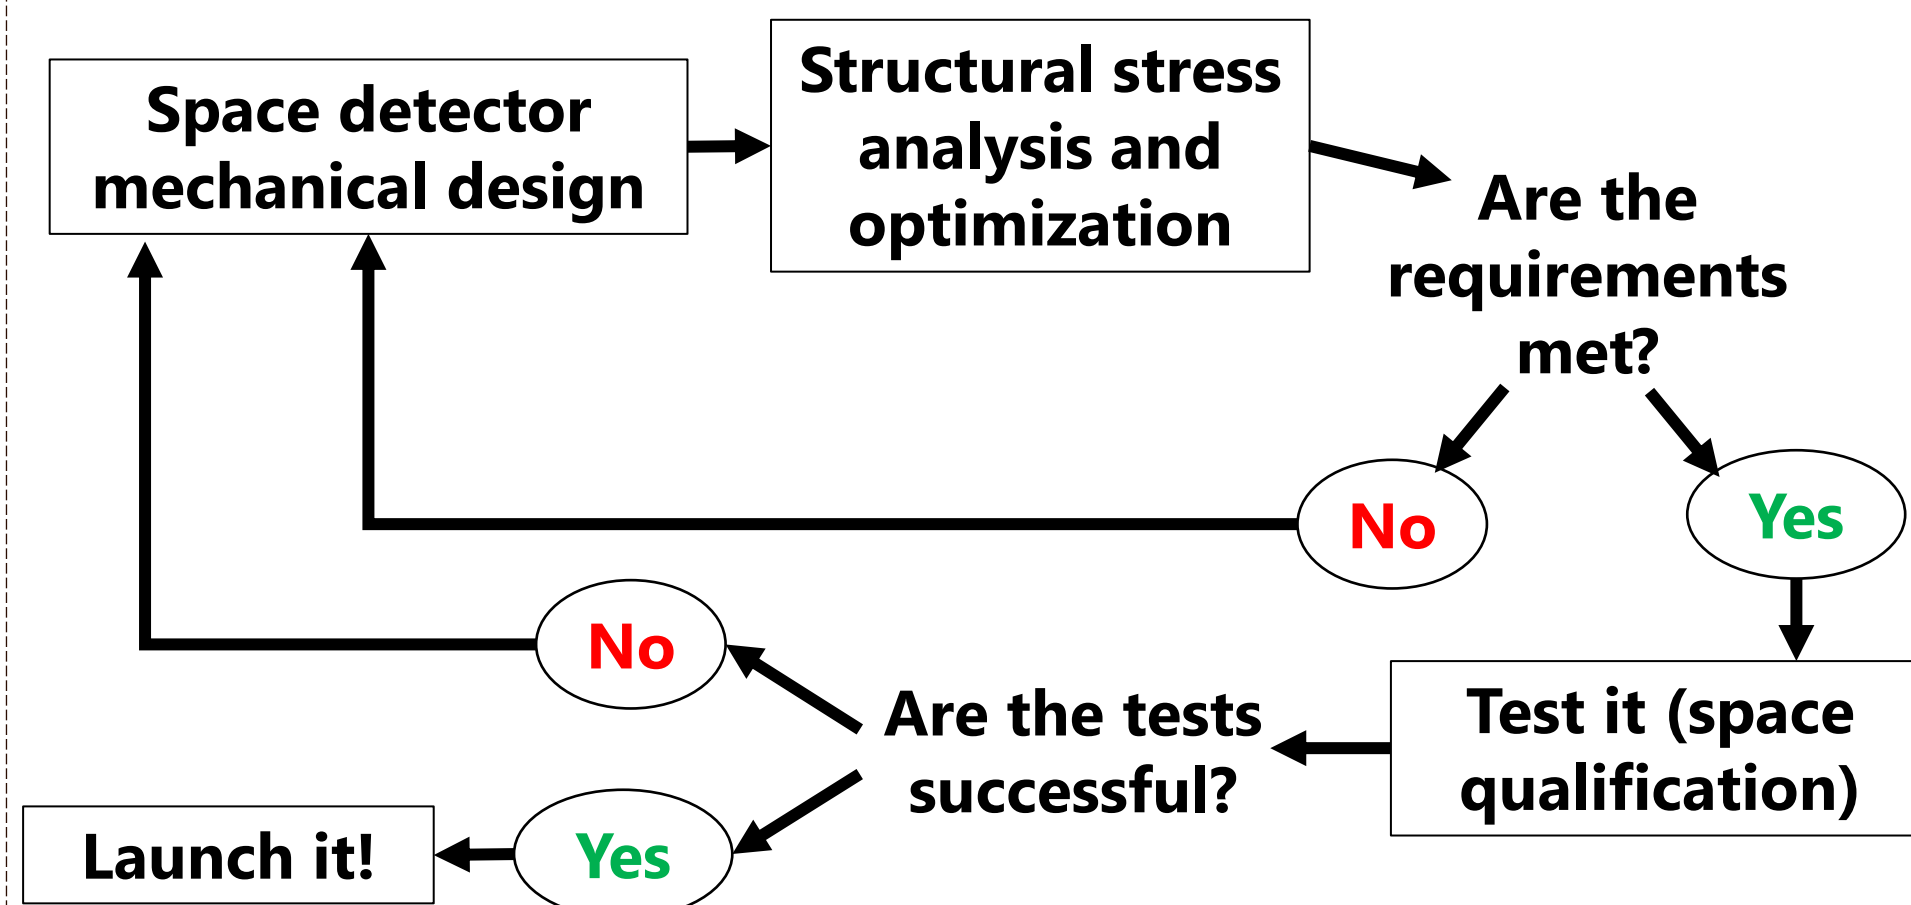 Space detector
mechanical design
Structural stress
analysis and
optimization
Are the
requirements
met?
No
Yes
Test it (space
qualification)
Are the tests
successful?
No
Yes
Launch it!